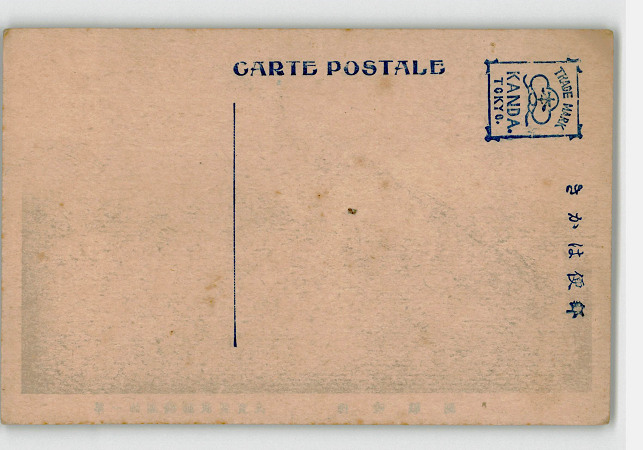 CARTE POSTALE
TRADE MARK
KANDA.
TOKYO.
きかは便郵